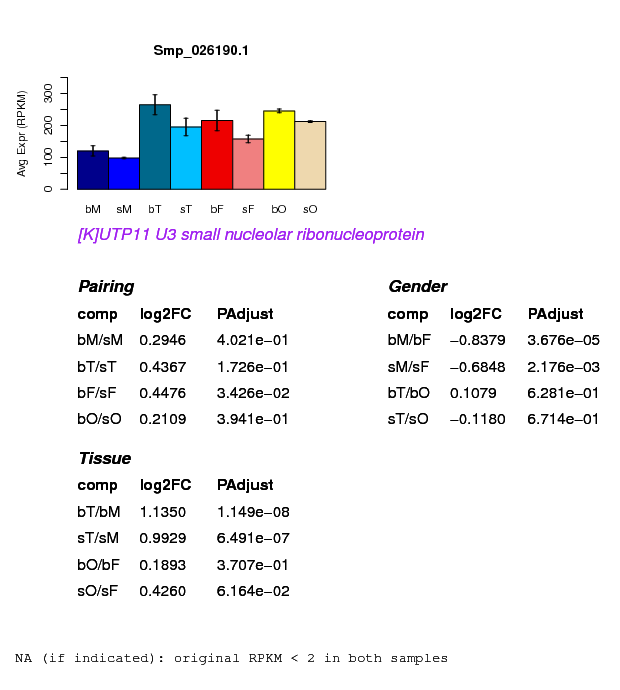 Smp_026190.1
Avg Expr (RPKM)
0 100 200 300
bM sM bT sT bF sF bO sO
[K]UTP11 U3 small nucleolar ribonucleoprotein
Pairing
comp log2FC PAdjust
bM/sM 0.2946 4.021e−01
bT/sT 0.4367 1.726e−01
bF/sF 0.4476 3.426e−02
bO/sO 0.2109 3.941e−01
Gender
comp log2FC PAdjust
bM/bF −0.8379 3.676e−05
sM/sF −0.6848 2.176e−03
bT/bO 0.1079 6.281e−01
sT/sO −0.1180 6.714e−01
Tissue
comp log2FC PAdjust
bT/bM 1.1350 1.149e−08
sT/sM 0.9929 6.491e−07
bO/bF 0.1893 3.707e−01
sO/sF 0.4260 6.164e−02
NA (if indicated): original RPKM < 2 in both samples